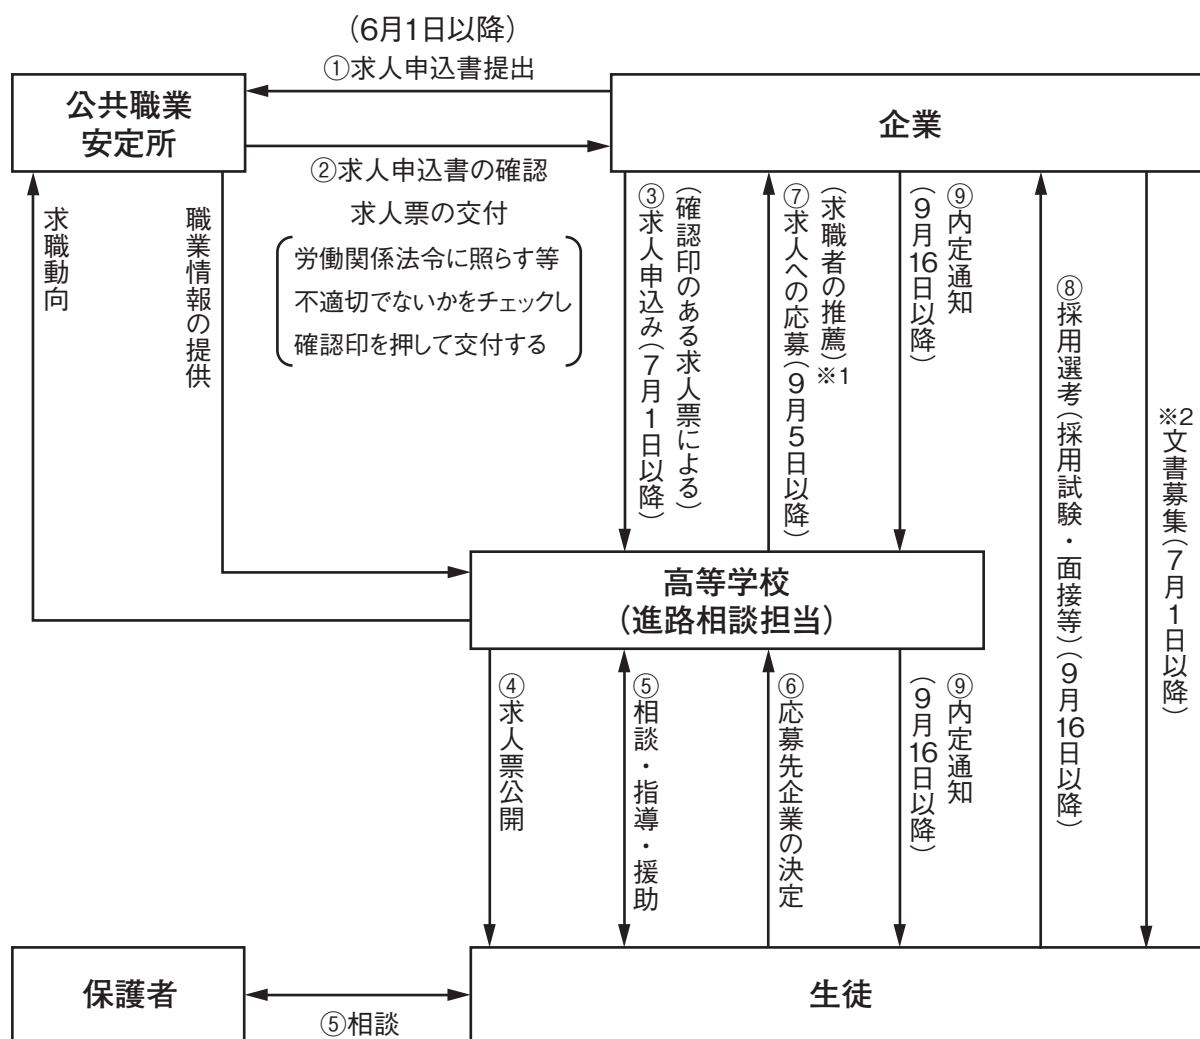 (6月1日以降)
①求人申込書提出
公共職業
安定所
企業
②求人申込書の確認
求人票の交付
労働関係法令に照らす等
不適切でないかをチェックし
確認印を押して交付する
求職動向
職業情報の提供
③求人申込み(7月1日以降)
(確認印のある求人票による)
⑦求人への応募(9月5日以降)
(求職者の推薦)※1
⑨内定通知
(9月16日以降)
⑧採用選考(採用試験・面接等)(9月16日以降)
※2文書募集(7月1日以降)
高等学校
(進路相談担当)
④求人票公開
⑤相談・指導・援助
⑥応募先企業の決定
⑨内定通知
(9月16日以降)
保護者
⑤相談
生徒